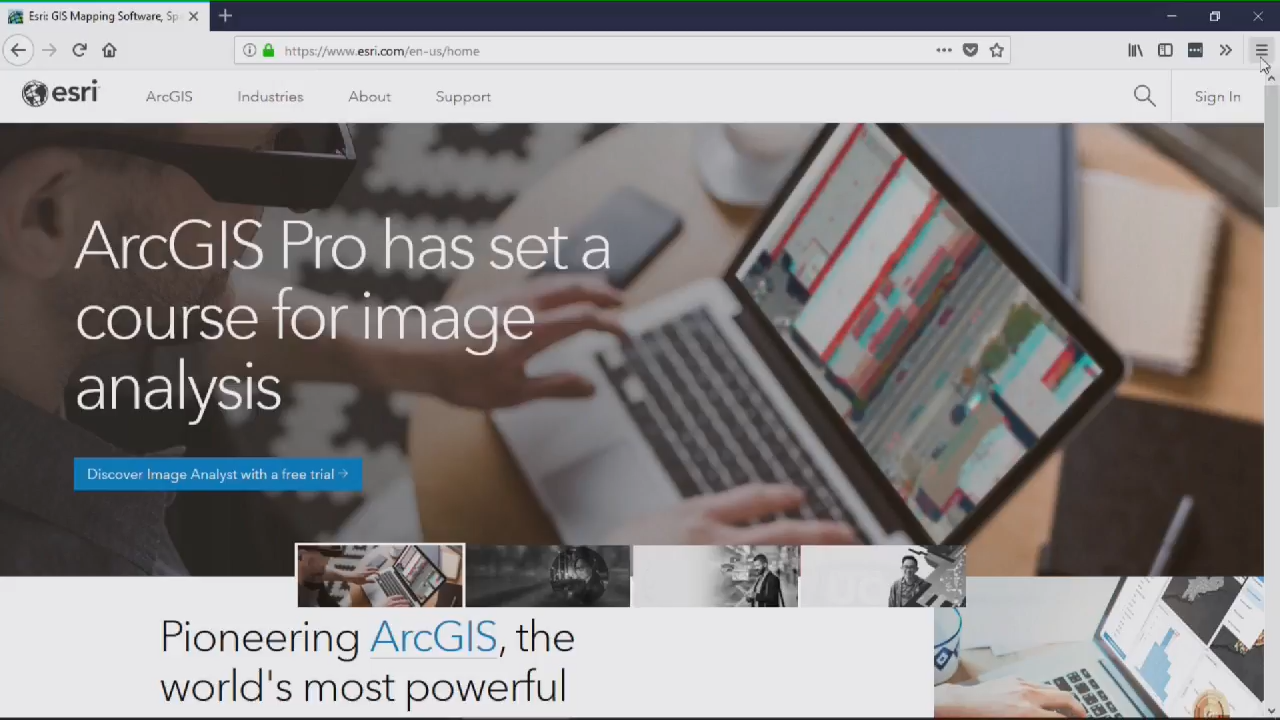 Esri: GIS Mapping Software, Sp
https://www.esri.com/en-us/home
esri
ArcGIS
Industries
About
Support
Sign In
ArcGIS Pro has set a
course for image
analysis
Discover Image Analyst with a free trial →
Pioneering ArcGIS, the
world's most powerful